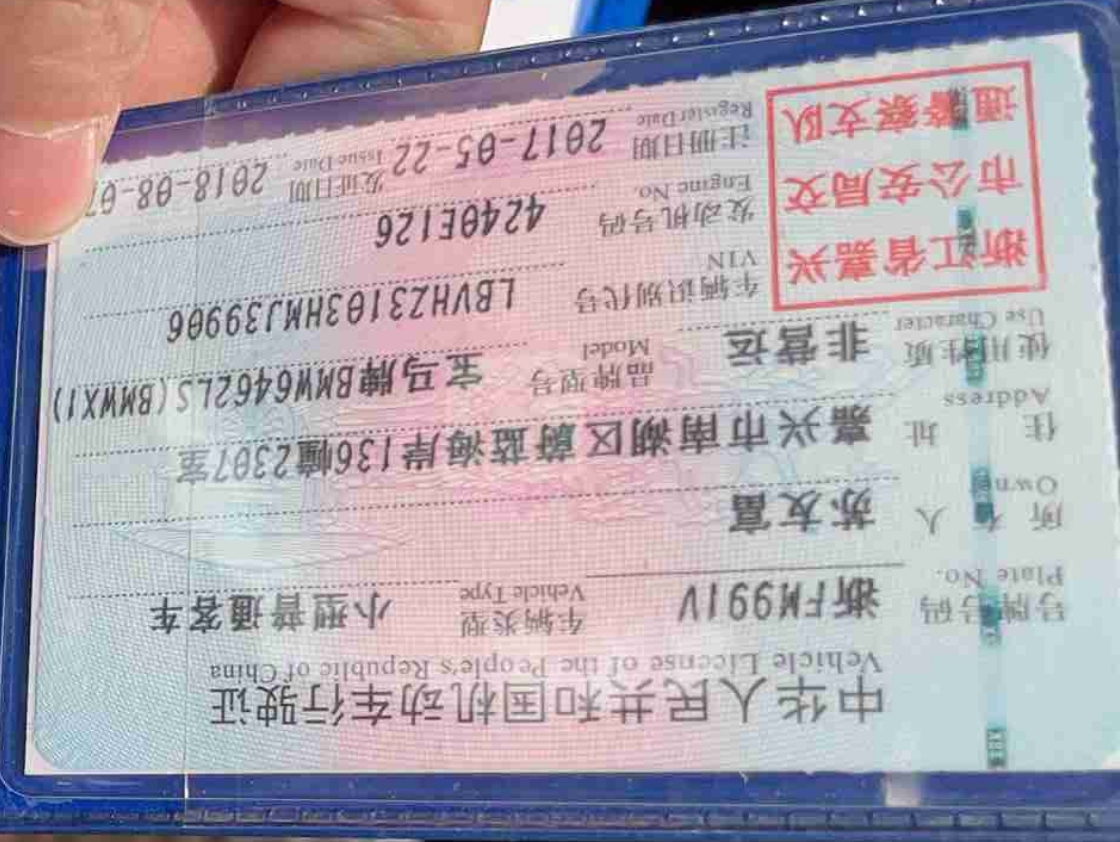 中华人民共和国机动车行驶证
Vehicle License of the People's Republic of China
号牌号码 浙FM991V 车辆类型 小型普通客车
Plate No. Vehicle Type
所有人 苏友富
Owner
住址 嘉兴市南湖区蔚蓝海岸136幢2307室
Address
使用性质 非营运 品牌型号 宝马牌BMW6462LS(BMWX1)
Use Character Model
浙江省嘉兴
市公安局交
通警察支队
车辆识别代号 LBVHZ3103HMJ39906
VIN
发动机号码 4240E126
Engine No.
注册日期 2017-05-22 发证日期 2018-08-07
Register Date Issue Date